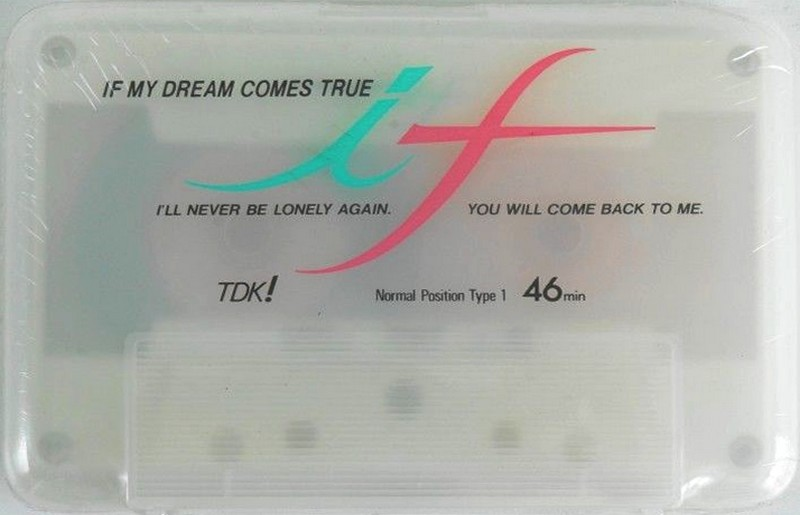 IF MY DREAM COMES TRUE
if
I'LL NEVER BE LONELY AGAIN. YOU WILL COME BACK TO ME.
TDK! Normal Position Type 1 46min